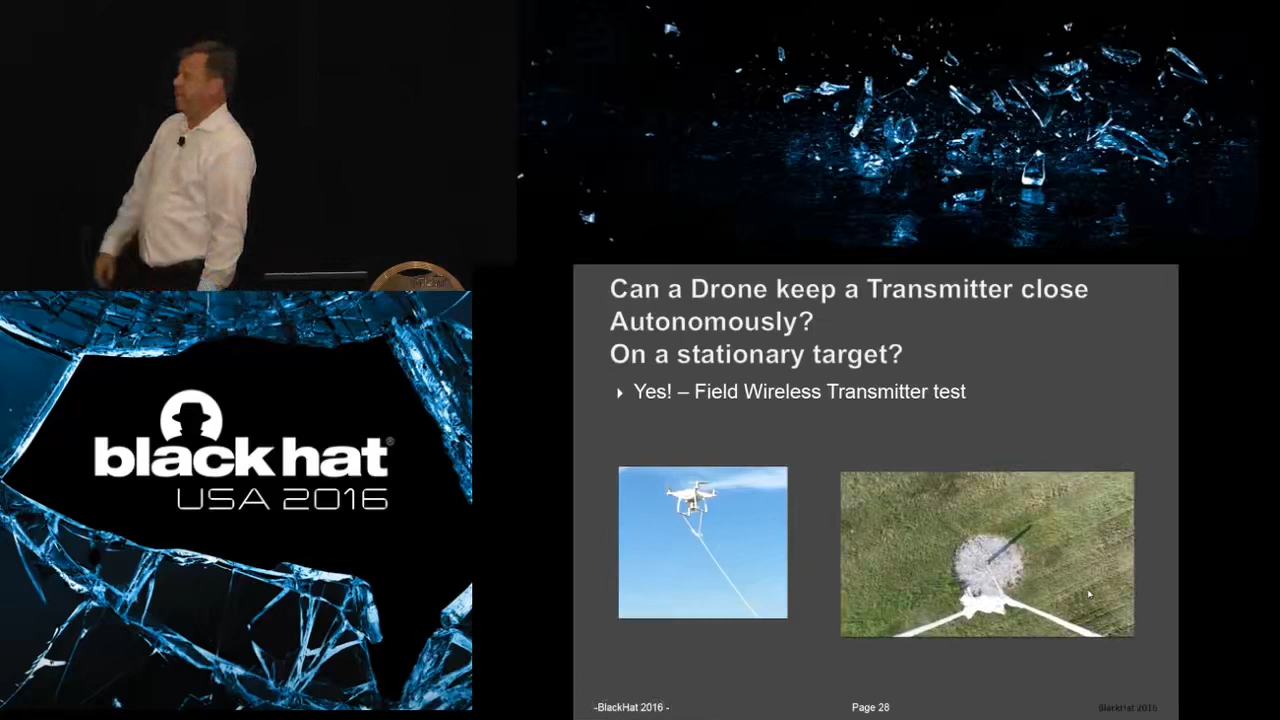 black hat®
USA 2016
Can a Drone keep a Transmitter close
Autonomously?
On a stationary target?
Yes! – Field Wireless Transmitter test
-BlackHat 2016 -
Page 28
BlackHat 2016